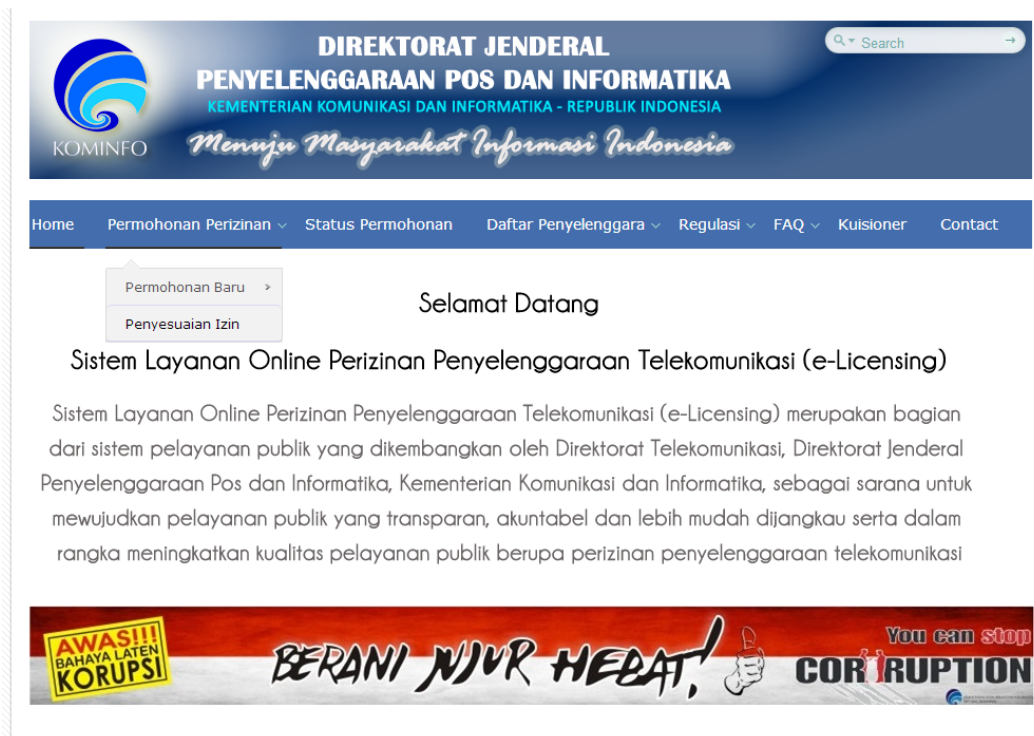 DIREKTORAT JENDERAL
PENYELENGGARAAN POS DAN INFORMATIKA
KEMENTERIAN KOMUNIKASI DAN INFORMATIKA - REPUBLIK INDONESIA
Menuju Masyarakat Informasi Indonesia
KOMINFO
Search
Home Permohonan Perizinan Status Permohonan Daftar Penyelenggara Regulasi FAQ Kuisioner Contact
Permohonan Baru
Penyesuaian Izin
Selamat Datang
Sistem Layanan Online Perizinan Penyelenggaraan Telekomunikasi (e-Licensing)
Sistem Layanan Online Perizinan Penyelenggaraan Telekomunikasi (e-Licensing) merupakan bagian
dari sistem pelayanan publik yang dikembangkan oleh Direktorat Telekomunikasi, Direktorat Jenderal
Penyelenggaraan Pos dan Informatika, Kementerian Komunikasi dan Informatika, sebagai sarana untuk
mewujudkan pelayanan publik yang transparan, akuntabel dan lebih mudah dijangkau serta dalam
rangka meningkatkan kualitas pelayanan publik berupa perizinan penyelenggaraan telekomunikasi
AWAS!!!
BAHAYA LATEN
KORUPSI
BERANI JUJUR HEBAT!
You can stop
CORRUPTION